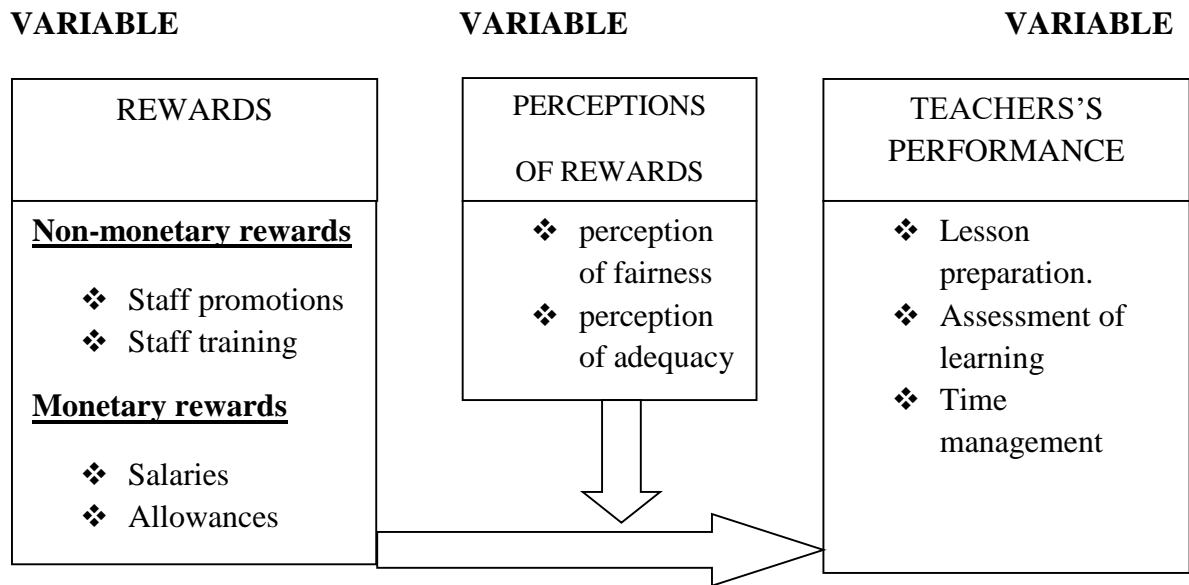 VARIABLE VARIABLE VARIABLE
REWARDS
Non-monetary rewards
❖ Staff promotions
❖ Staff training
Monetary rewards
❖ Salaries
❖ Allowances
PERCEPTIONS
OF REWARDS
❖ perception
of fairness
❖ perception
of adequacy
TEACHERS'S
PERFORMANCE
❖ Lesson
preparation.
❖ Assessment of
learning
❖ Time
management